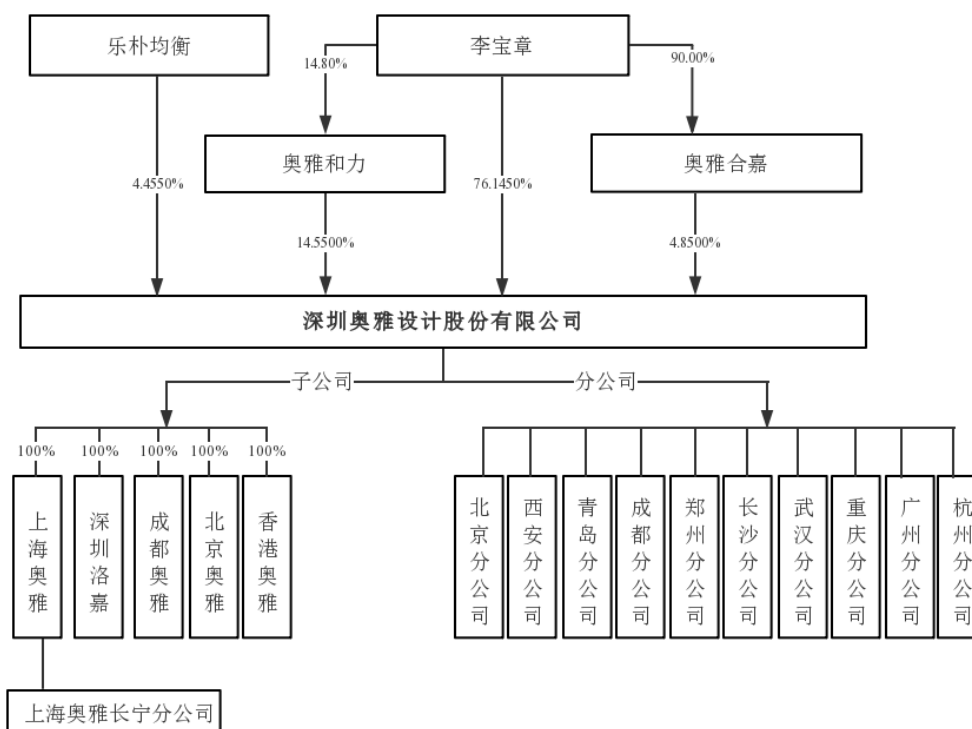 乐朴均衡
李宝章
14.80%
90.00%
奥雅和力
奥雅合嘉
4.4550%
76.1450%
14.5500%
4.8500%
深圳奥雅设计股份有限公司
子公司
分公司
100%
100%
100%
100%
100%
上海奥雅
深圳洛嘉
成都奥雅
北京奥雅
香港奥雅
北京分公司
西安分公司
青岛分公司
成都分公司
郑州分公司
长沙分公司
武汉分公司
重庆分公司
广州分公司
杭州分公司
上海奥雅长宁分公司